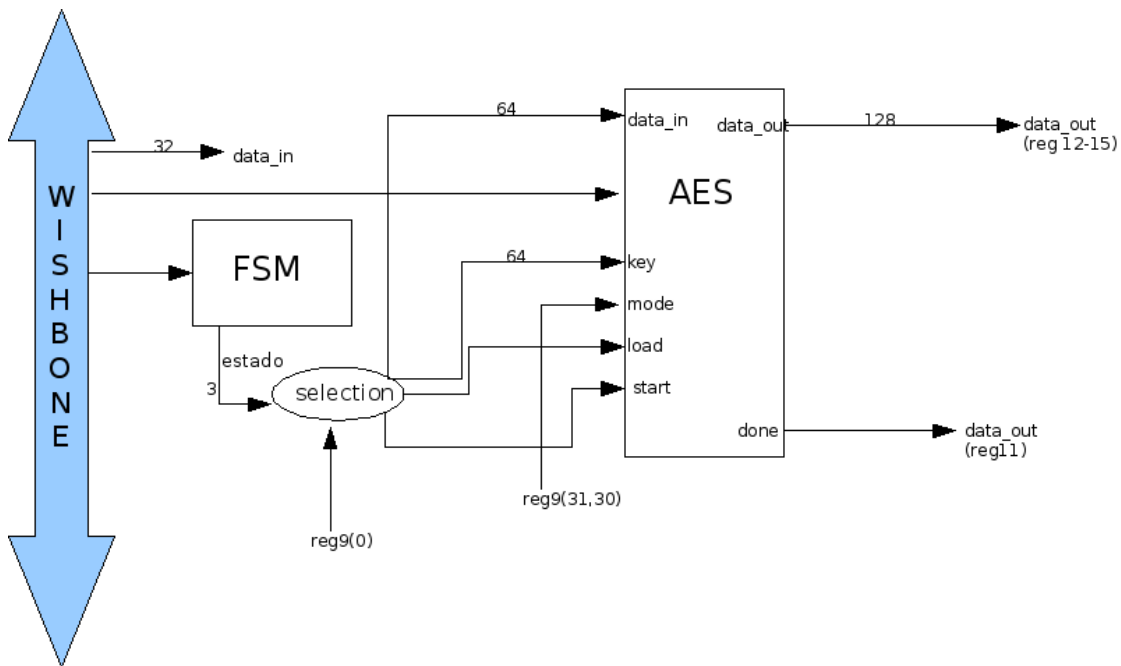 WISHBONE
32
data_in
FSM
estado
3
selection
reg9(0)
64
64
reg9(31,30)
data_in
data_out
AES
key
mode
load
start
done
128
data_out
(reg 12-15)
data_out
(reg11)